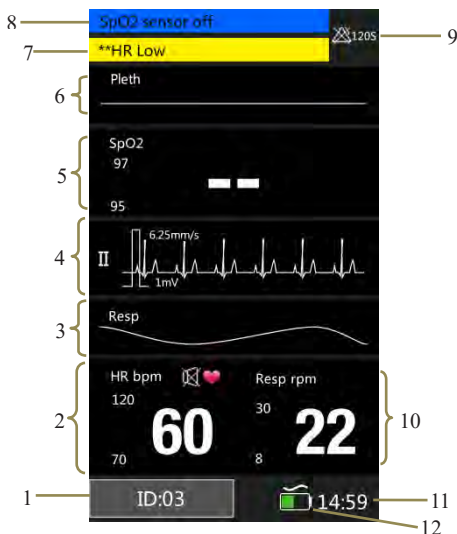 8 SpO2 sensor off
7 **HR Low
120S 9
6 Pleth
SpO2
97
5 --
95
6.25mm/s
4 II
1mV
3 Resp
HR bpm Resp rpm
120 30
2 60 22 10
70 8
1 ID:03 14:59 11
12